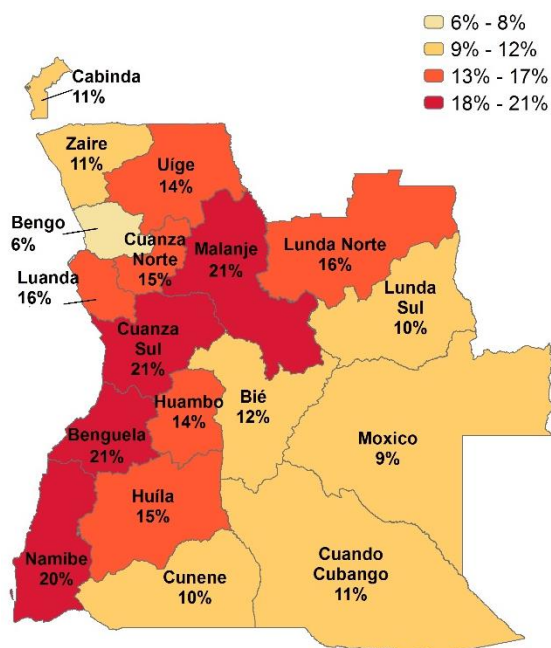 6% - 8%
9% - 12%
13% - 17%
18% - 21%
Cabinda
11%
Zaire
11%
Uíge
14%
Bengo
6%
Cuanza
Norte
15%
Malanje
21%
Lunda Norte
16%
Luanda
16%
Lunda
Sul
10%
Cuanza
Sul
21%
Huambo
14%
Bié
12%
Benguela
21%
Moxico
9%
Huíla
15%
Namibe
20%
Cunene
10%
Cuando
Cubango
11%